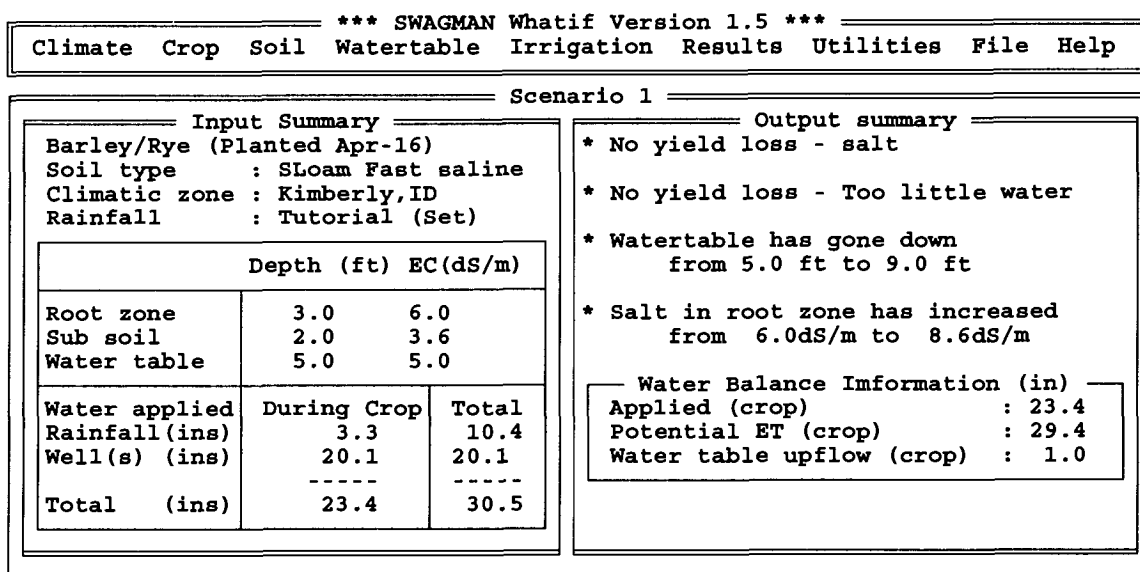 *** SWAGMAN Whatif Version 1.5 ***
Climate Crop Soil Watertable Irrigation Results Utilities File Help
Scenario 1
Input Summary
Barley/Rye (Planted Apr-16)
Soil type : SLoam Fast saline
Climatic zone : Kimberly,ID
Rainfall : Tutorial (Set)
Depth (ft) EC(dS/m)
Root zone 3.0 6.0
Sub soil 2.0 3.6
Water table 5.0 5.0
Water applied During Crop Total
Rainfall(ins) 3.3 10.4
Well(s) (ins) 20.1 20.1
----- -----
Total (ins) 23.4 30.5
Output summary
* No yield loss - salt
* No yield loss - Too little water
* Watertable has gone down
from 5.0 ft to 9.0 ft
* Salt in root zone has increased
from 6.0dS/m to 8.6dS/m
Water Balance Imformation (in)
Applied (crop) : 23.4
Potential ET (crop) : 29.4
Water table upflow (crop) : 1.0